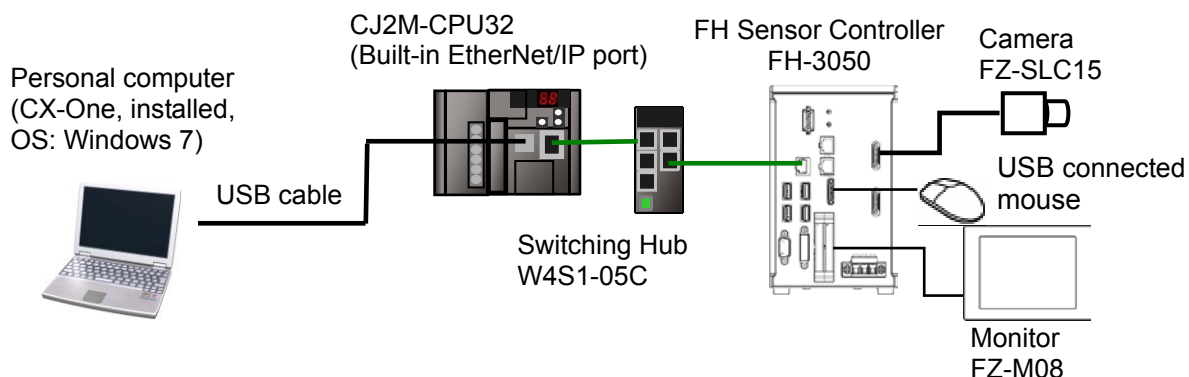 CJ2M-CPU32
(Built-in EtherNet/IP port)
FH Sensor Controller
FH-3050
Camera
FZ-SLC15
Personal computer
(CX-One, installed,
OS: Windows 7)
USB cable
USB connected
mouse
Switching Hub
W4S1-05C
Monitor
FZ-M08